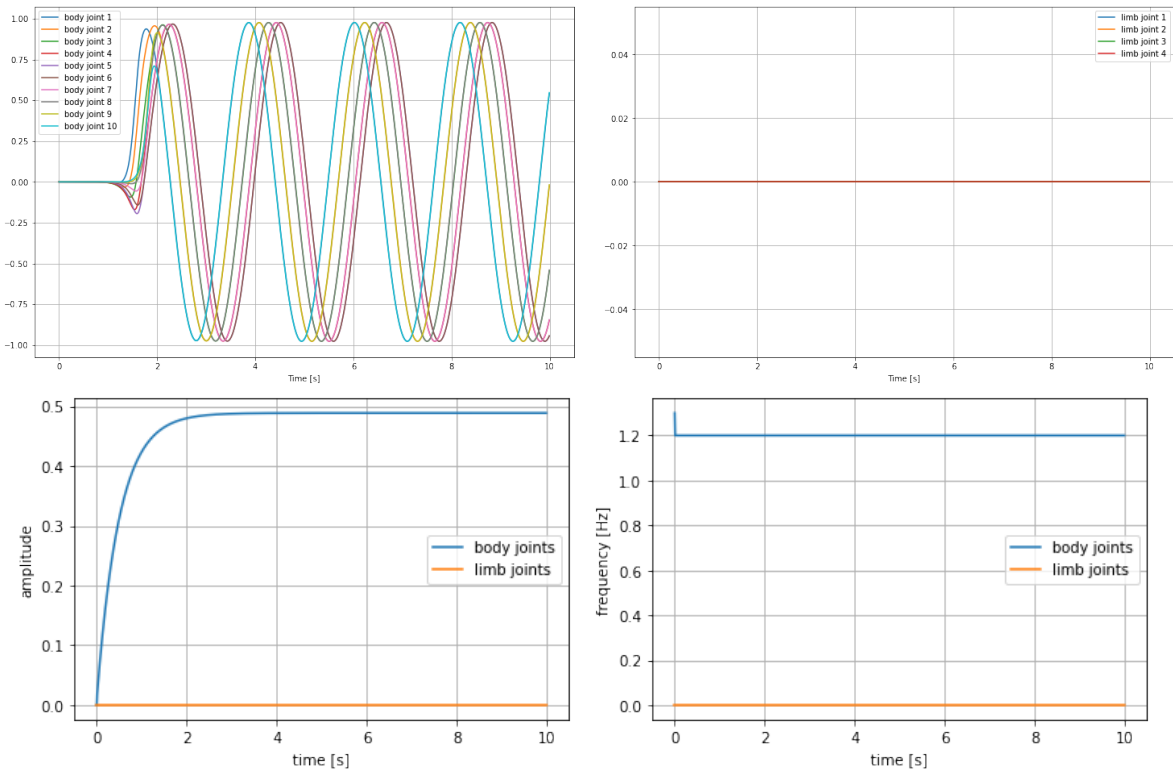 1.00
0.75
0.50
0.25
0.00
−0.25
−0.50
−0.75
−1.00
body joint 1
body joint 2
body joint 3
body joint 4
body joint 5
body joint 6
body joint 7
body joint 8
body joint 9
body joint 10
0 2 4 6 8 10
Time [s]
0.04
0.02
0.00
−0.02
−0.04
limb joint 1
limb joint 2
limb joint 3
limb joint 4
0 2 4 6 8 10
Time [s]
0.5
0.4
0.3
0.2
0.1
0.0
amplitude
body joints
limb joints
0 2 4 6 8 10
time [s]
1.2
1.0
0.8
0.6
0.4
0.2
0.0
frequency [Hz]
body joints
limb joints
0 2 4 6 8 10
time [s]